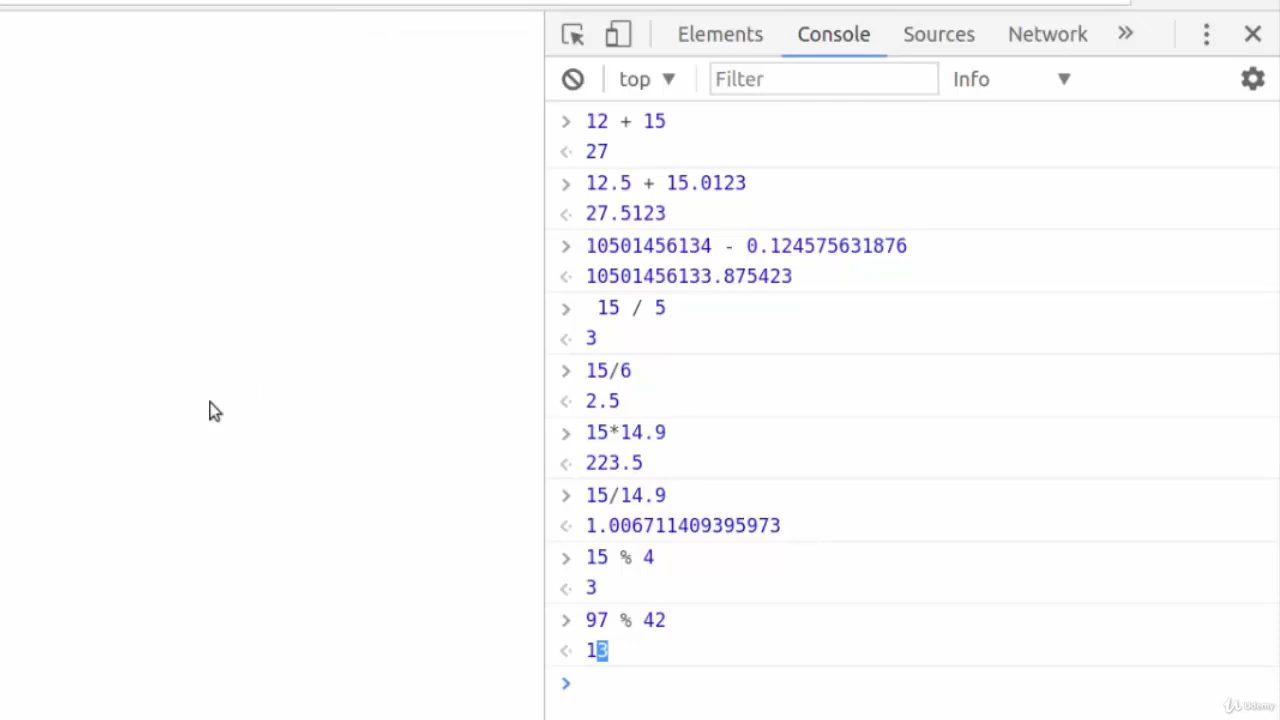 Elements Console Sources Network »
top ▼ Filter Info ▼
> 12 + 15
<· 27
> 12.5 + 15.0123
<· 27.5123
> 10501456134 - 0.124575631876
<· 10501456133.875423
> 15 / 5
<· 3
> 15/6
<· 2.5
> 15*14.9
<· 223.5
> 15/14.9
<· 1.006711409395973
> 15 % 4
<· 3
> 97 % 42
<· 13
>
Udemy